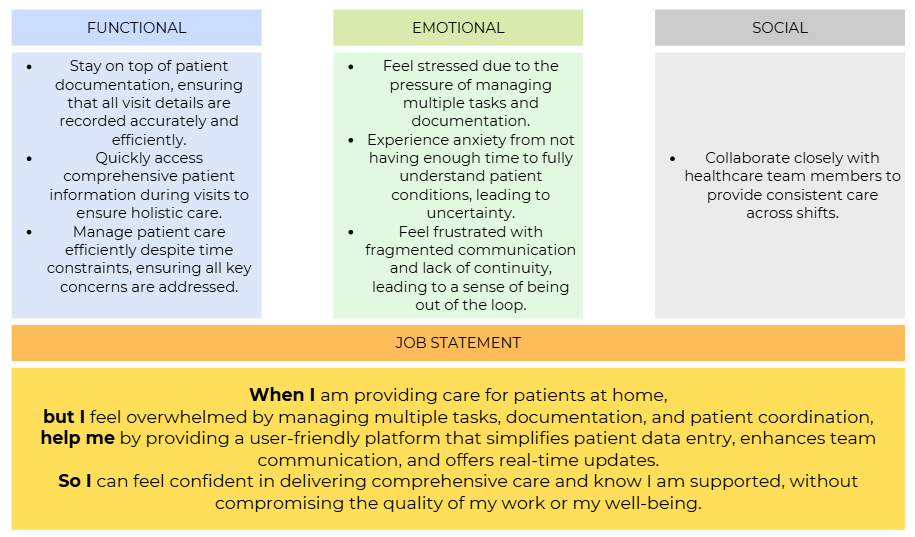 FUNCTIONAL
• Stay on top of patient
documentation, ensuring
that all visit details are
recorded accurately and
efficiently.
• Quickly access
comprehensive patient
information during visits to
ensure holistic care.
• Manage patient care
efficiently despite time
constraints, ensuring all key
concerns are addressed.
EMOTIONAL
• Feel stressed due to the
pressure of managing
multiple tasks and
documentation.
• Experience anxiety from not
having enough time to fully
understand patient
conditions, leading to
uncertainty.
• Feel frustrated with
fragmented communication
and lack of continuity,
leading to a sense of being
out of the loop.
SOCIAL
• Collaborate closely with
healthcare team members to
provide consistent care
across shifts.
JOB STATEMENT
When I am providing care for patients at home,
but I feel overwhelmed by managing multiple tasks, documentation, and patient coordination,
help me by providing a user-friendly platform that simplifies patient data entry, enhances team
communication, and offers real-time updates.
So I can feel confident in delivering comprehensive care and know I am supported, without
compromising the quality of my work or my well-being.